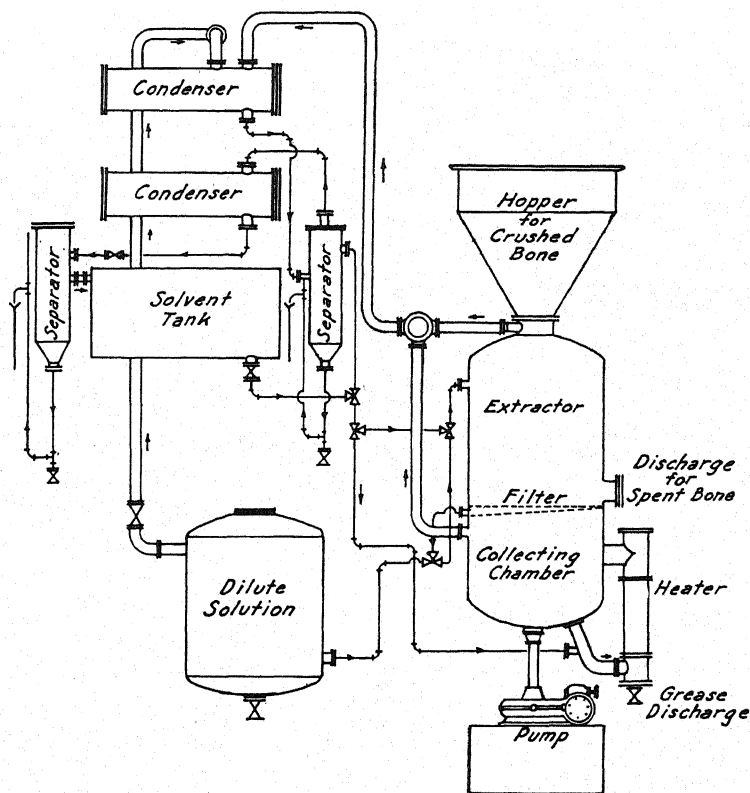 Condenser
Condenser
Hopper
for
Crushed
Bone
Separator
Solvent
Tank
Separator
Extractor
Discharge
for
Spent Bone
Filter
Collecting
Chamber
Heater
Dilute
Solution
Grease
Discharge
Pump